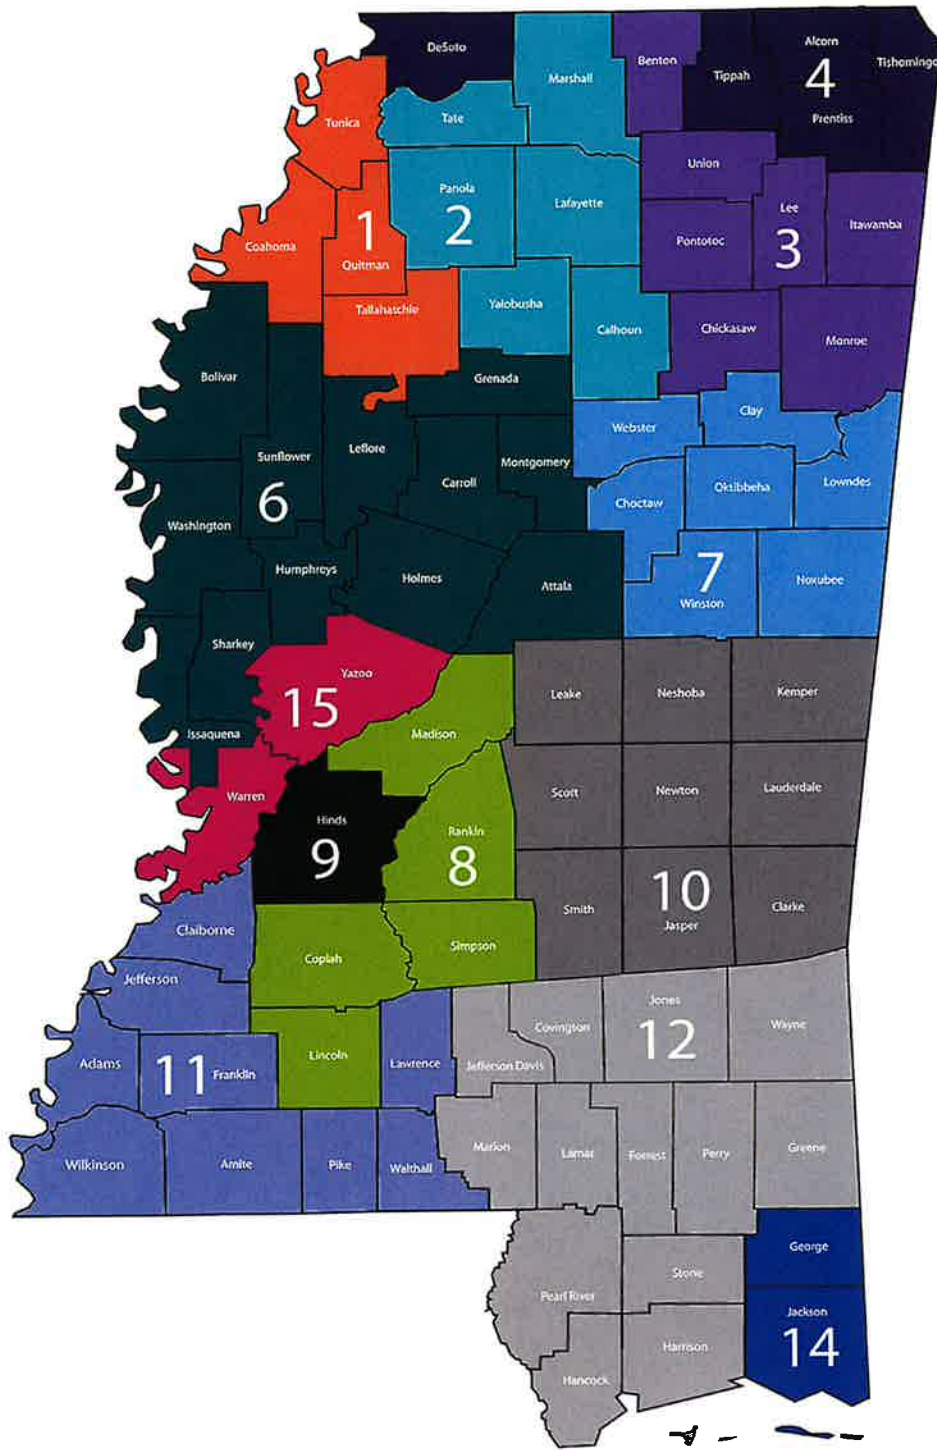 DeSoto
Marshall
Benton
Tippah
Alcorn
4
Tishomingo
Prentiss
Tunica
Tate
Union
Panola
2
Lafayette
Lee
3
Itawamba
Pontotoc
Coahoma
1
Quitman
Tallahatchie
Yalobusha
Calhoun
Chickasaw
Monroe
Bolivar
Grenada
Clay
Webster
Sunflower
6
Leflore
Carroll
Montgomery
Choctaw
Oktibbeha
Lowndes
Washington
Humphreys
Holmes
Attala
7
Winston
Noxubee
Sharkey
Yazoo
15
Issaquena
Madison
Leake
Neshoba
Kemper
Warren
Hinds
9
Rankin
8
Scott
Newton
Lauderdale
Smith
10
Jasper
Clarke
Claiborne
Copiah
Simpson
Jefferson
Adams
11 Franklin
Lincoln
Lawrence
Jefferson Davis
Covington
Jones
12
Wayne
Wilkinson
Amite
Pike
Walthall
Marion
Lamar
Forrest
Perry
Greene
George
Pearl River
Stone
Jackson
14
Hancock
Harrison